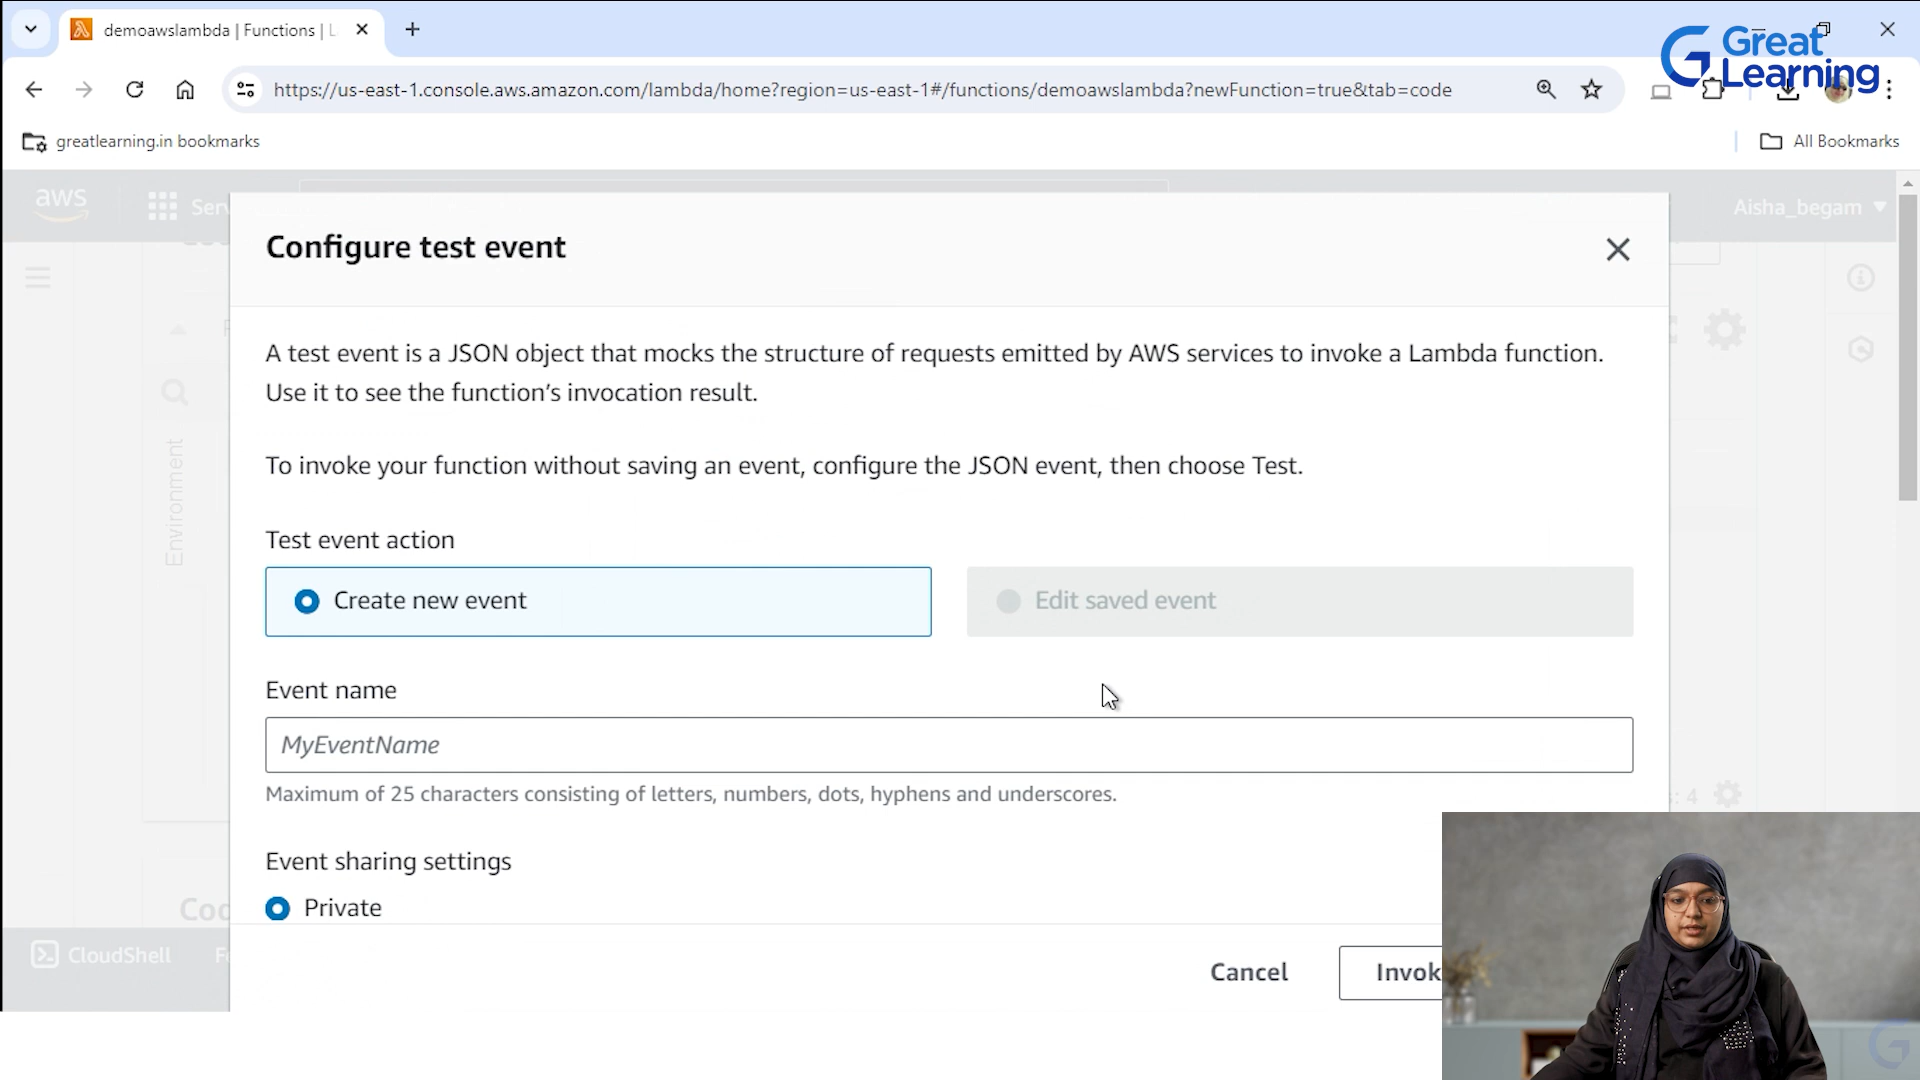 demoawslambda | Functions | L
Great
Learning
https://us-east-1.console.aws.amazon.com/lambda/home?region=us-east-1#/functions/demoawslambda?newFunction=true&tab=code
greatlearning.in bookmarks
All Bookmarks
aws
Serv
Aisha_begam
Configure test event
A test event is a JSON object that mocks the structure of requests emitted by AWS services to invoke a Lambda function.
Use it to see the function's invocation result.
To invoke your function without saving an event, configure the JSON event, then choose Test.
Environment
Test event action
Create new event
Edit saved event
Event name
MyEventName
Maximum of 25 characters consisting of letters, numbers, dots, hyphens and underscores.
: 4
Event sharing settings
Private
CloudShell
Cancel
Invok